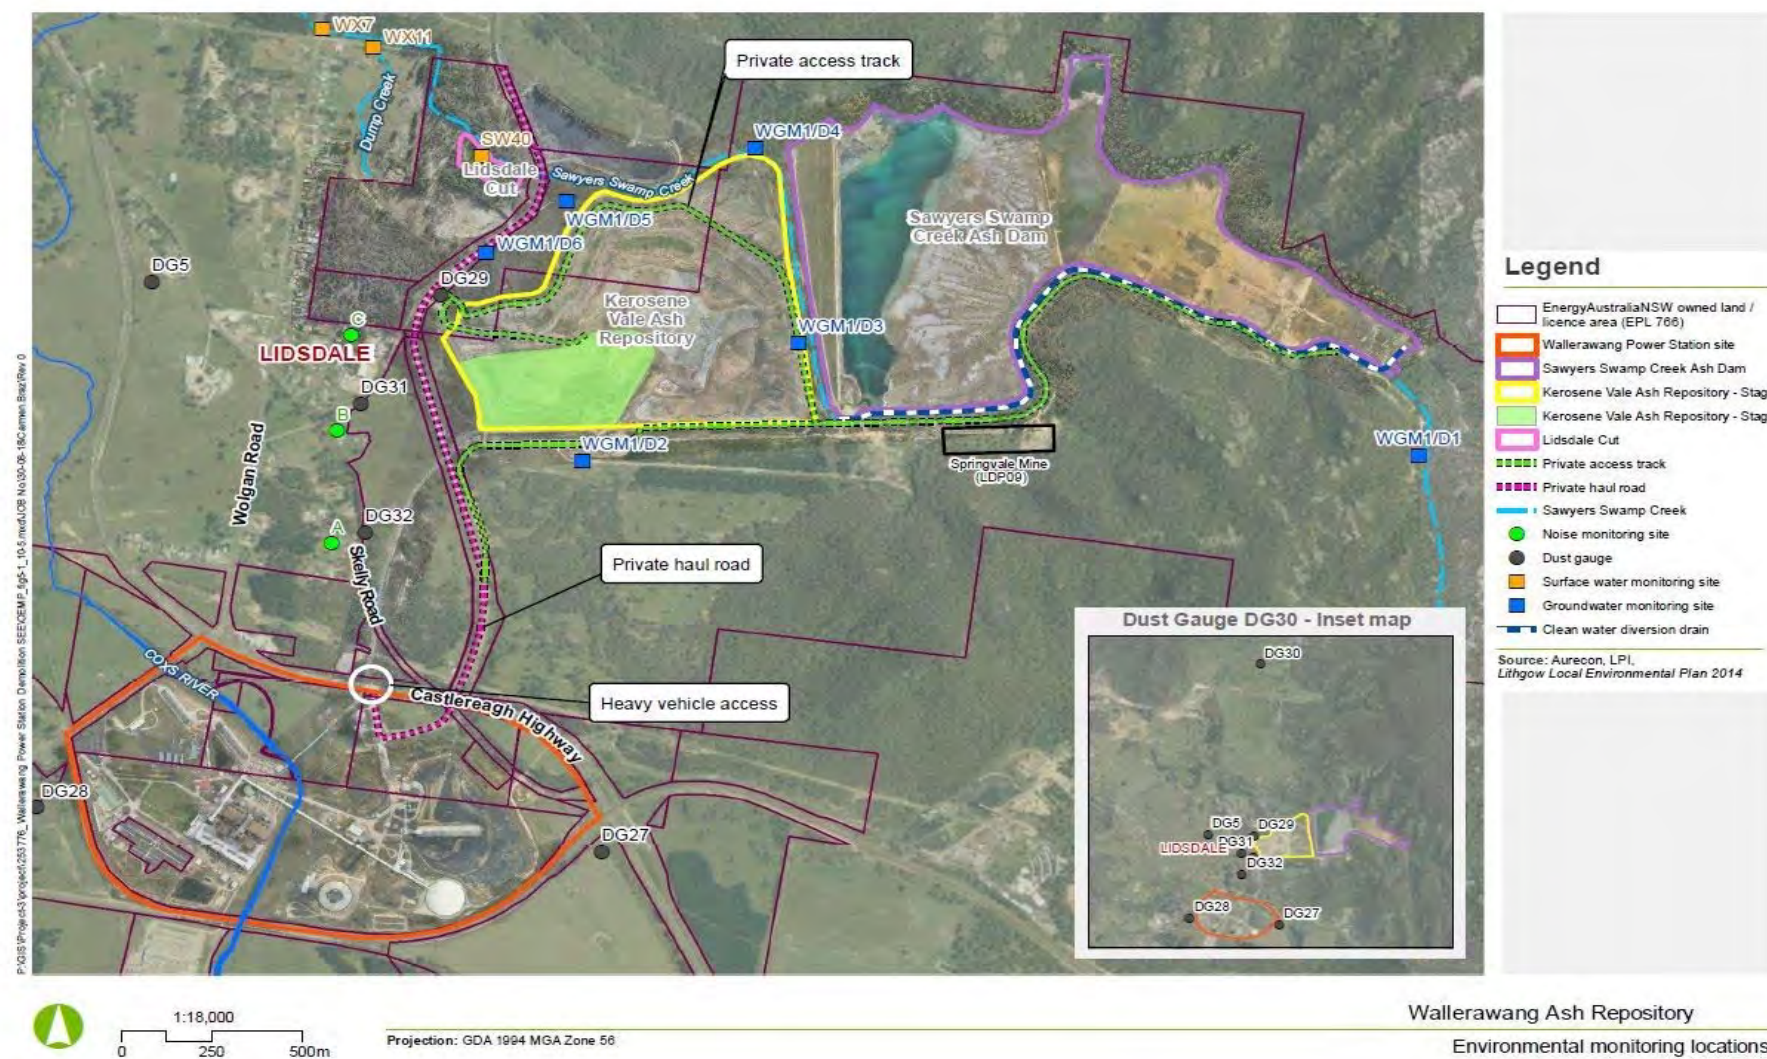 WX7
WX11
Private access track
Dump Creek
SW40
Lidsdale
Cut
WGM1/D4
Sawyers Swamp Creek
WGM1/D5
WGM1/D6
Sawyers Swamp
Creek Ash Dam
DG5
DG29
Kerosene
Vale Ash
Repository
C
LIDSDALE
WGM1/D3
DG31
B
WGM1/D2
WGM1/D1
Springvale Mine
(LDP09)
Wolgan Road
DG32
A
Skelly Road
Private haul road
COXS RIVER
Castlereagh Highway
Heavy vehicle access
DG28
DG27
Dust Gauge DG30 - Inset map
DG30
DG5
DG29
DG31
LIDSDALE
DG32
DG28
DG27
Legend
EnergyAustraliaNSW owned land /
licence area (EPL 766)
Wallerawang Power Station site
Sawyers Swamp Creek Ash Dam
Kerosene Vale Ash Repository - Stag
Kerosene Vale Ash Repository - Stag
Lidsdale Cut
Private access track
Private haul road
Sawyers Swamp Creek
Noise monitoring site
Dust gauge
Surface water monitoring site
Groundwater monitoring site
Clean water diversion drain
Source: Aurecon, LPI,
Lithgow Local Environmental Plan 2014
1:18,000
0 250 500m
Projection: GDA 1994 MGA Zone 56
Wallerawang Ash Repository
Environmental monitoring locations